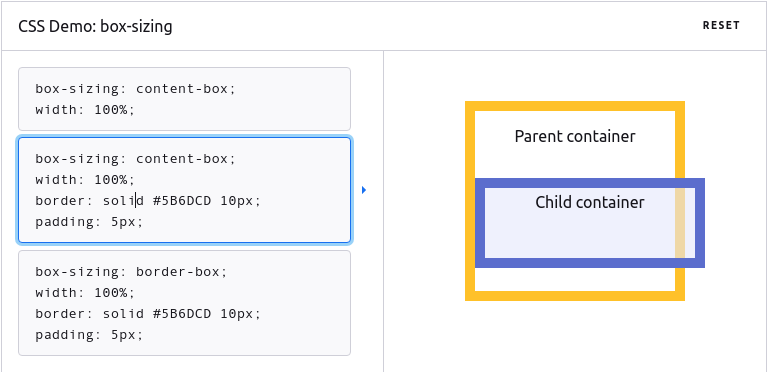 CSS Demo: box-sizing
RESET
box-sizing: content-box;
width: 100%;
box-sizing: content-box;
width: 100%;
border: solid #5B6DCD 10px;
padding: 5px;
box-sizing: border-box;
width: 100%;
border: solid #5B6DCD 10px;
padding: 5px;
Parent container
Child container